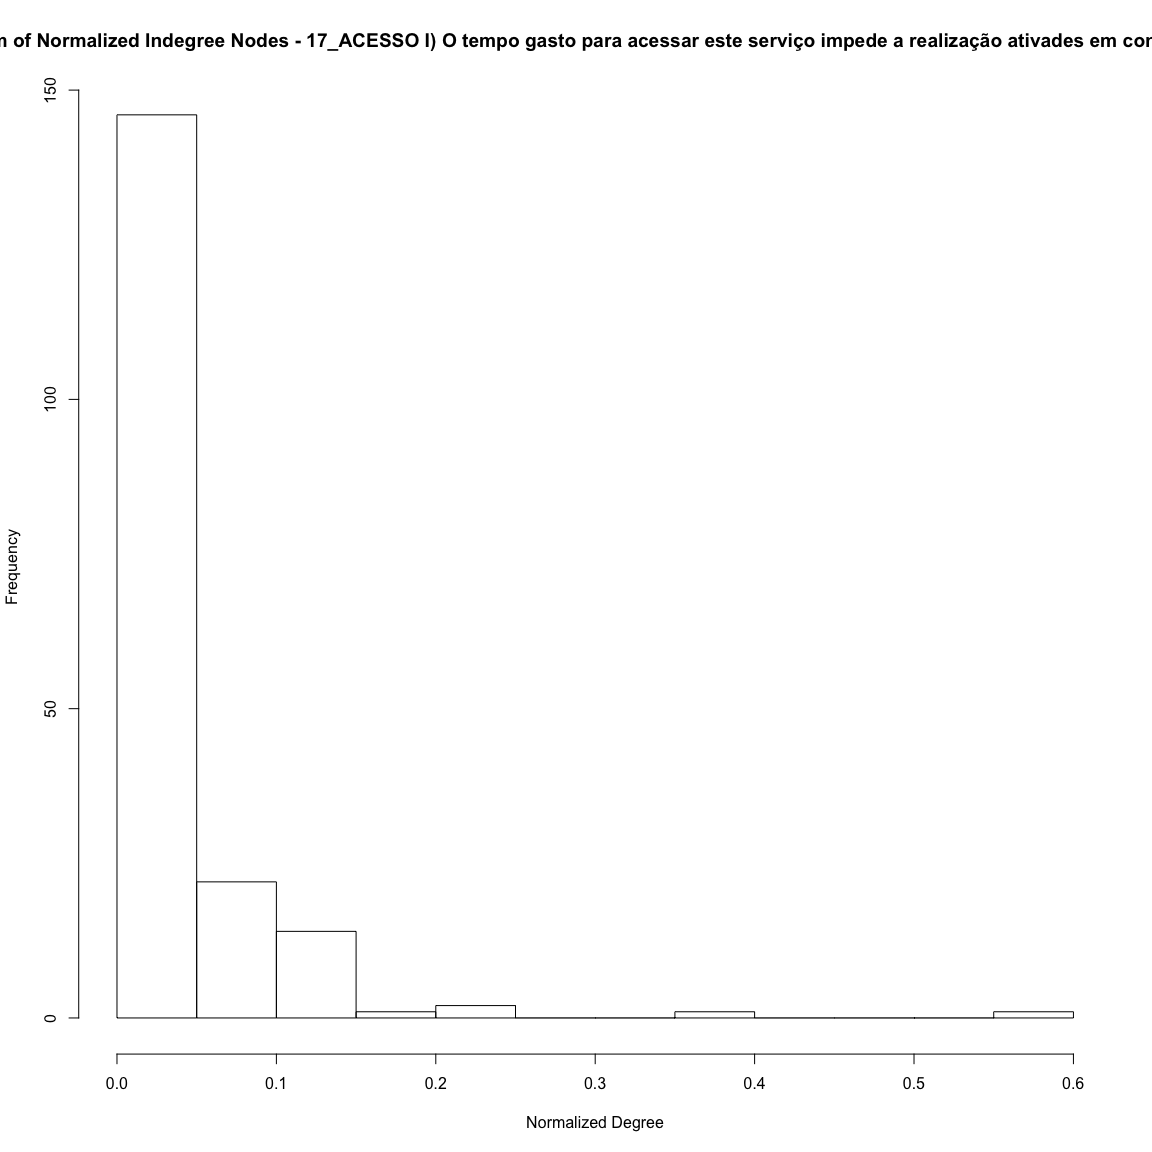 of Normalized Indegree Nodes - 17_ACESSO I) O tempo gasto para acessar este serviço impede a realização ativades em
150
100
50
0
Frequency
0.0 0.1 0.2 0.3 0.4 0.5 0.6
Normalized Degree